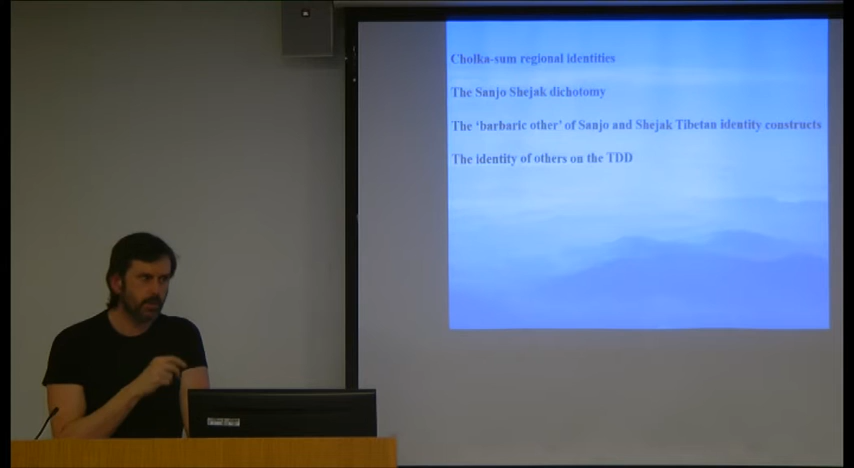 Cholka-sum regional identities
The Sanjo Shejak dichotomy
The ‘barbaric other’ of Sanjo and Shejak Tibetan identity constructs
The identity of others on the TDD